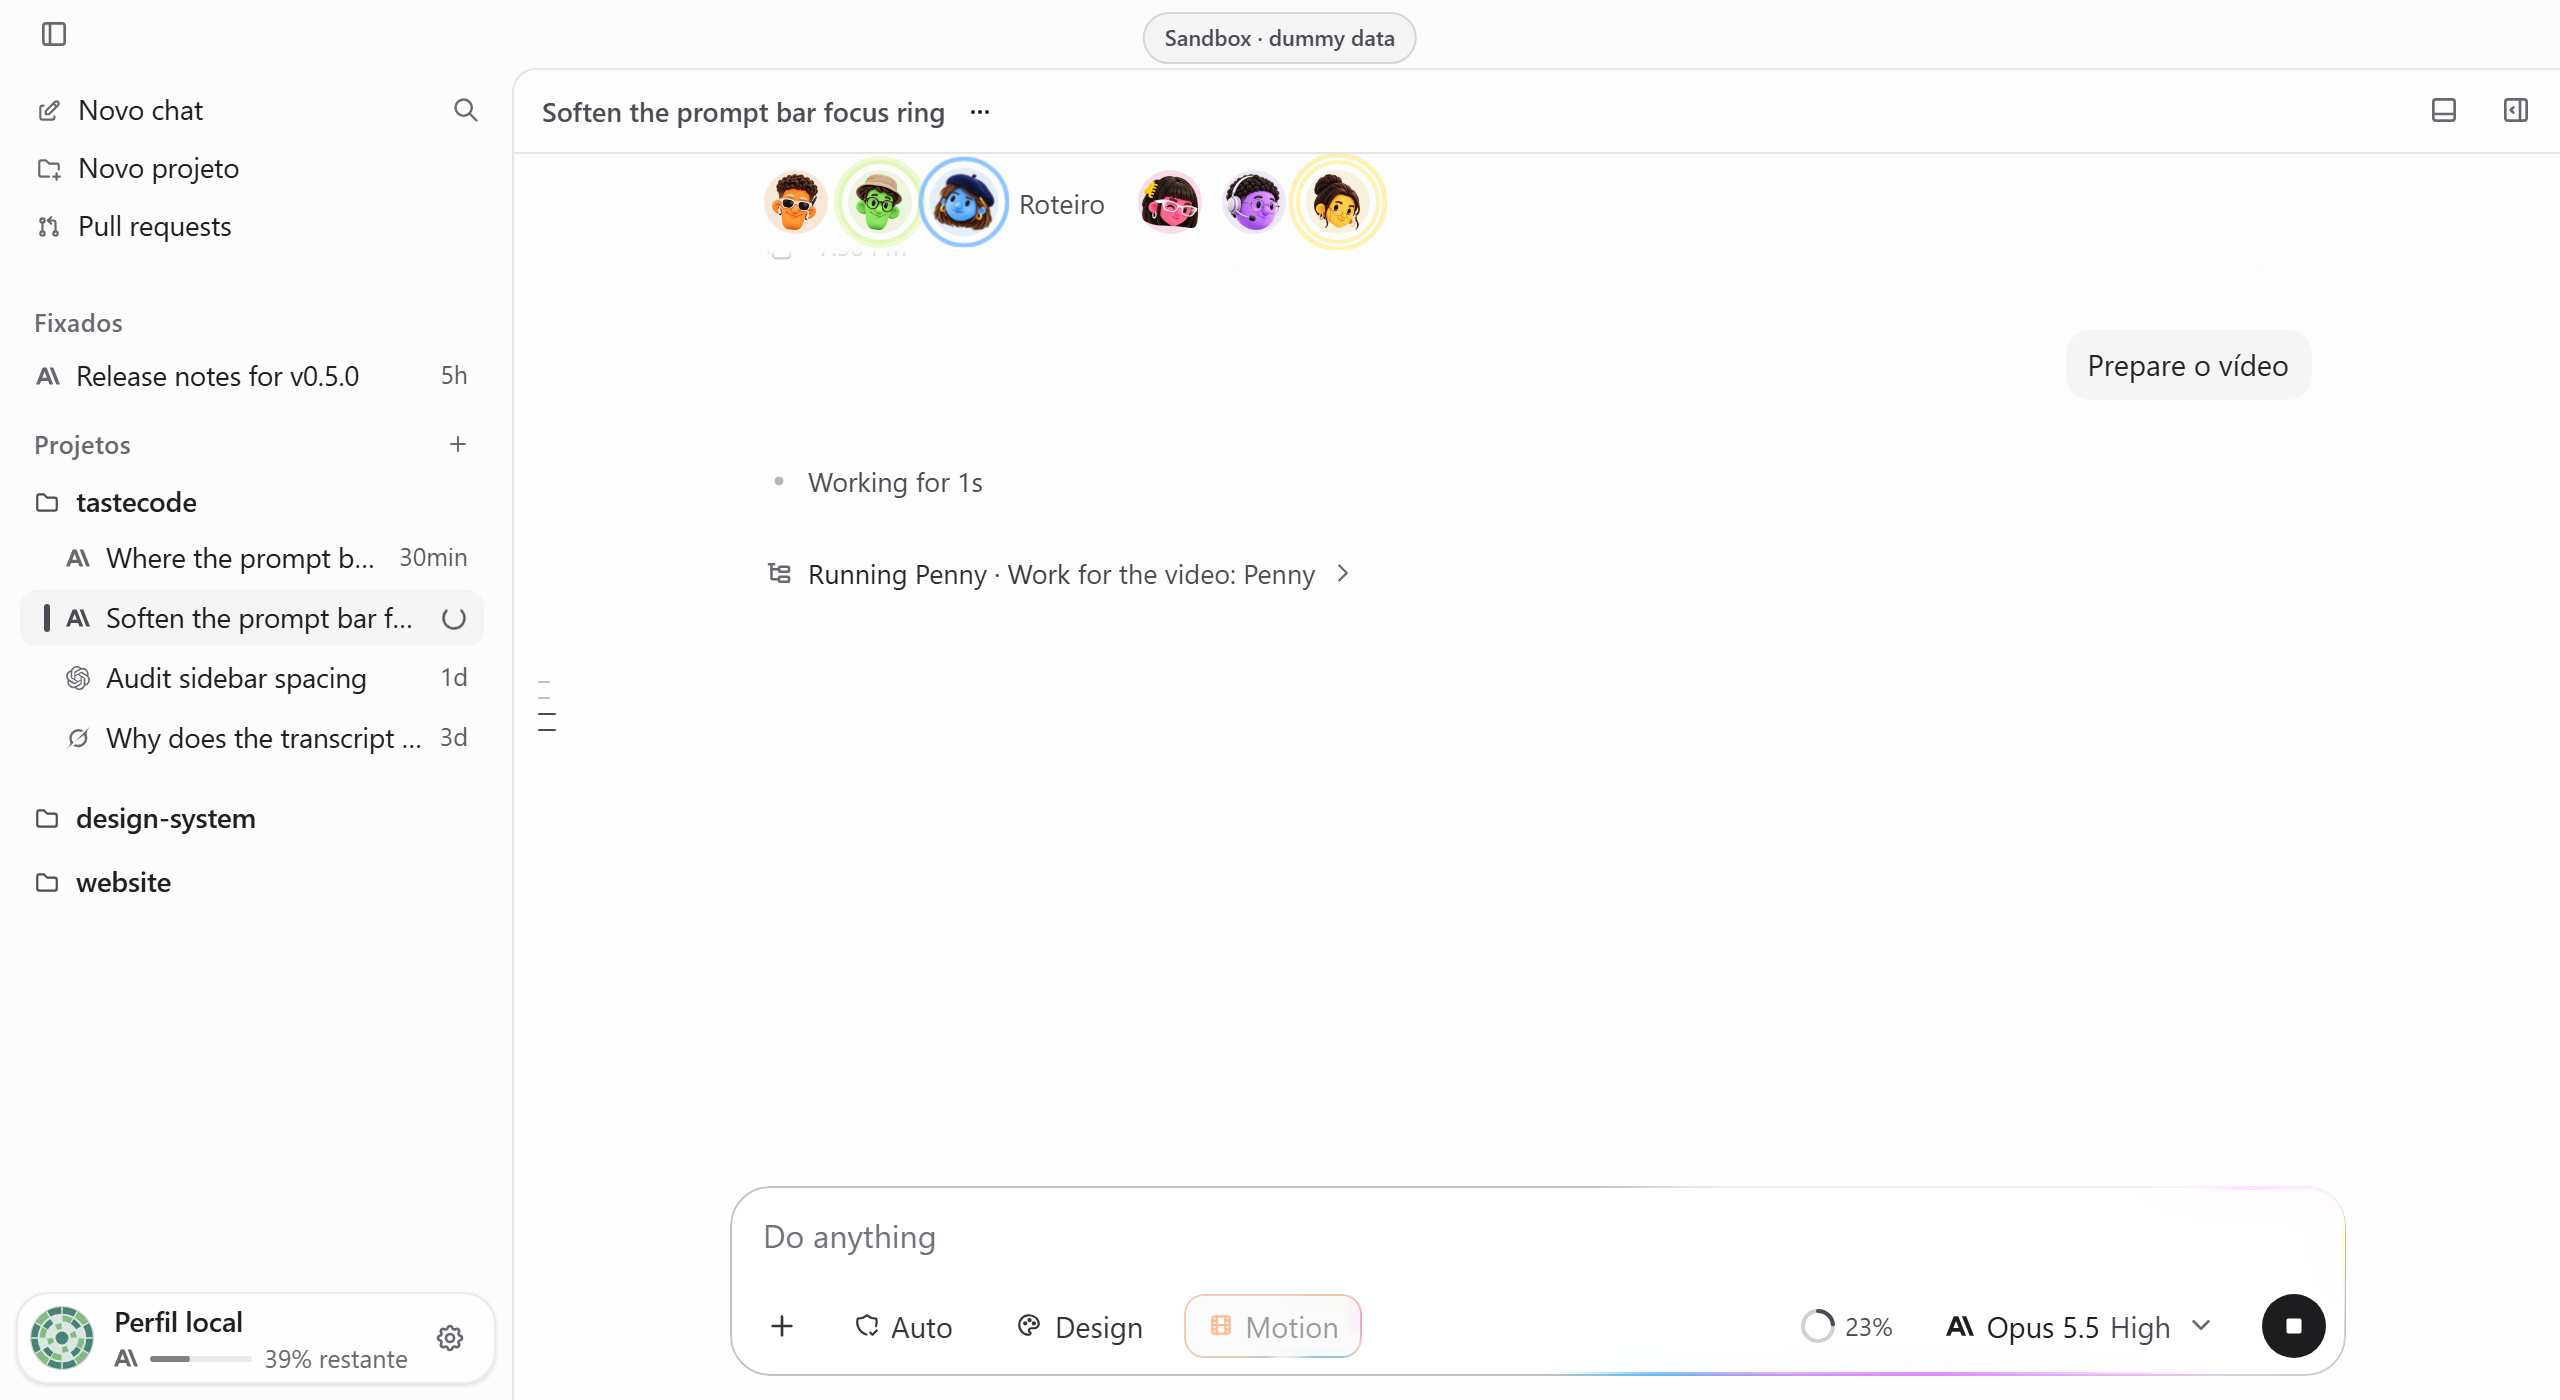 Sandbox · dummy data
Novo chat
Novo projeto
Pull requests
Fixados
Release notes for v0.5.0 5h
Projetos
tastecode
Where the prompt b... 30min
Soften the prompt bar f...
Audit sidebar spacing 1d
Why does the transcript ... 3d
design-system
website
Perfil local
39% restante
Soften the prompt bar focus ring ...
Roteiro
Prepare o vídeo
Working for 1s
Running Penny · Work for the video: Penny
Do anything
Auto Design Motion 23% Opus 5.5 High